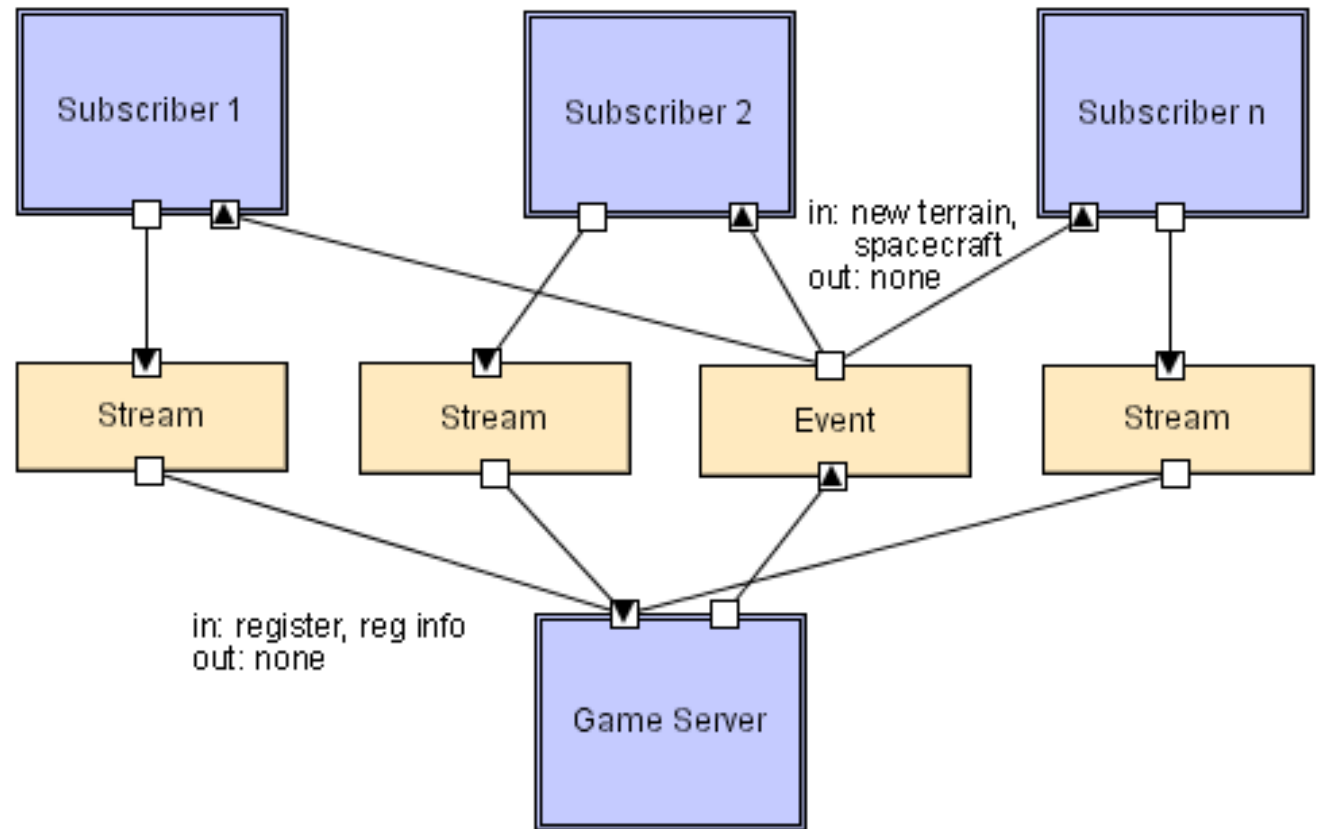 Subscriber 1
Subscriber 2
Subscriber n
in: new terrain,
spacecraft
out: none
Stream
Stream
Event
Stream
in: register, reg info
out: none
Game Server